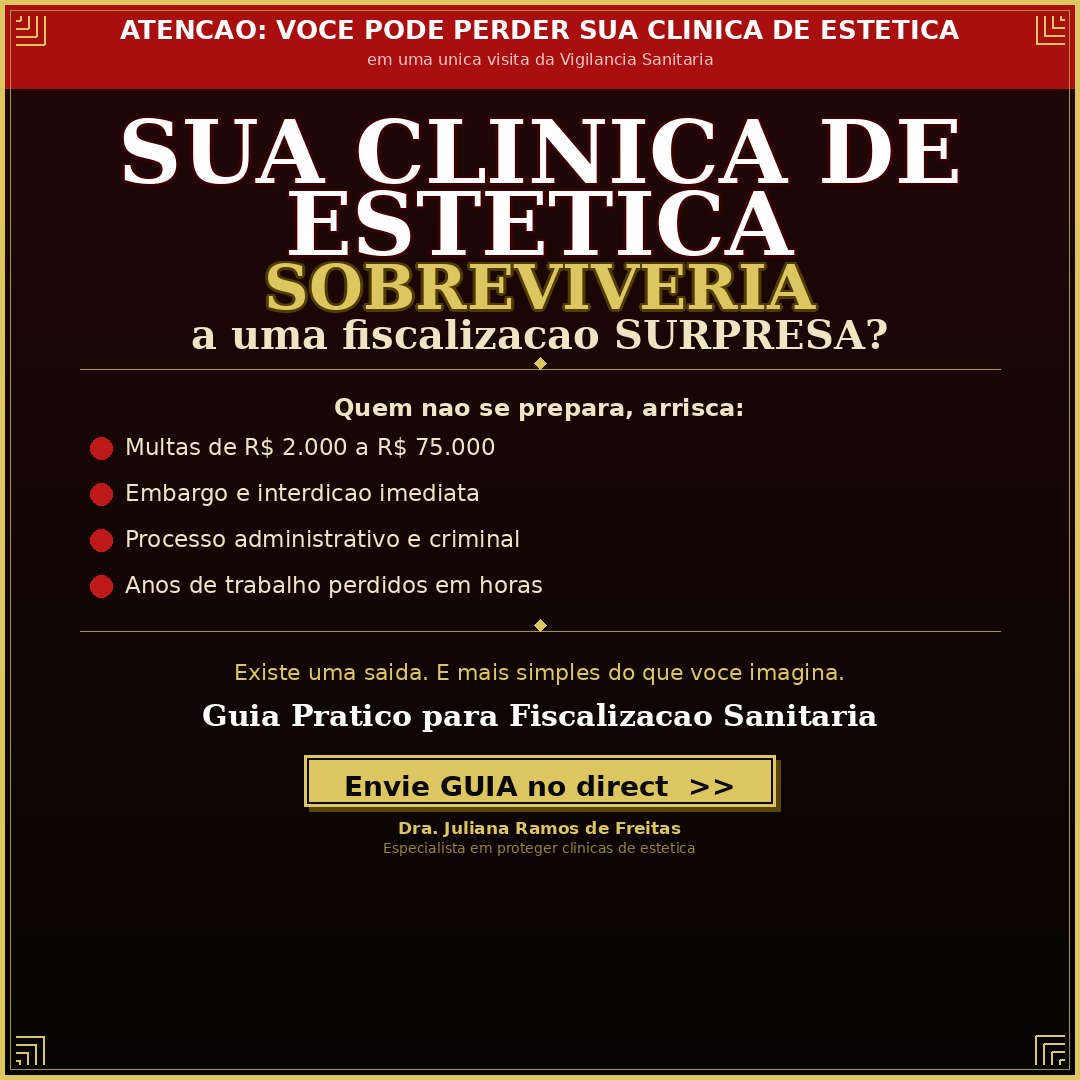 ATENCAO: VOCE PODE PERDER SUA CLINICA DE ESTETICA
em uma unica visita da Vigilancia Sanitaria
SUA CLINICA DE
ESTETICA
SOBREVIVERIA
a uma fiscalizacao SURPRESA?
Quem nao se prepara, arrisca:
Multas de R$ 2.000 a R$ 75.000
Embargo e interdicao imediata
Processo administrativo e criminal
Anos de trabalho perdidos em horas
Existe uma saida. E mais simples do que voce imagina.
Guia Pratico para Fiscalizacao Sanitaria
Envie GUIA no direct >>
Dra. Juliana Ramos de Freitas
Especialista em proteger clinicas de estetica